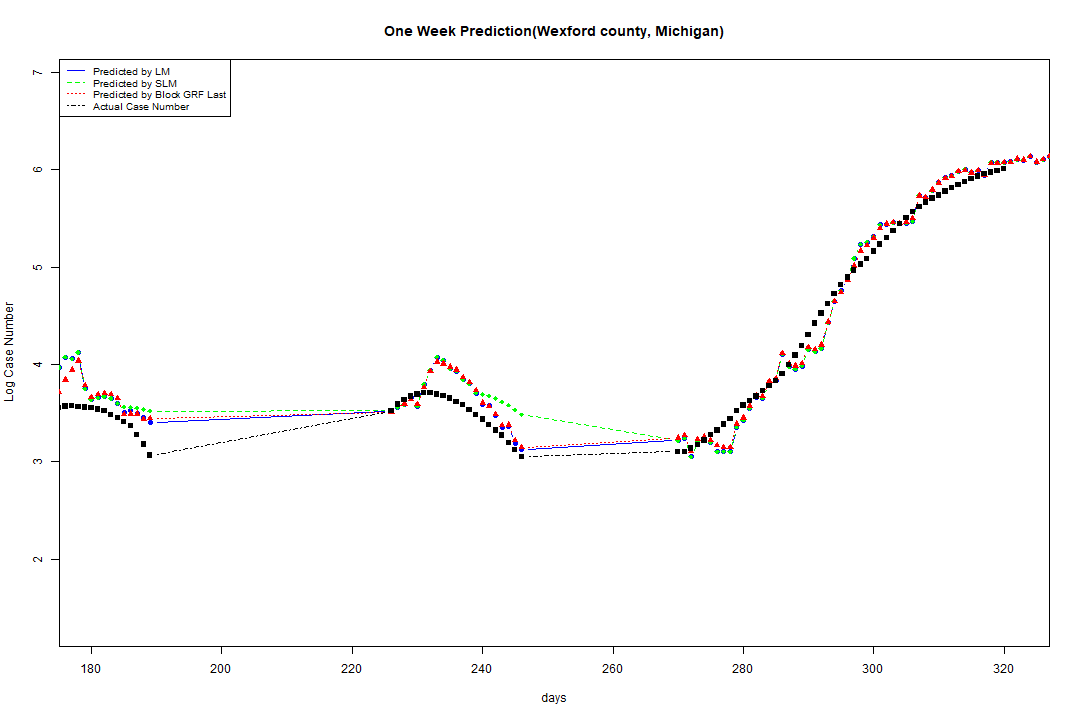 One Week Prediction(Wexford county, Michigan)
Predicted by LM
Predicted by SLM
Predicted by Block GRF Last
Actual Case Number
7
6
5
4
3
2
Log Case Number
180 200 220 240 260 280 300 320
days